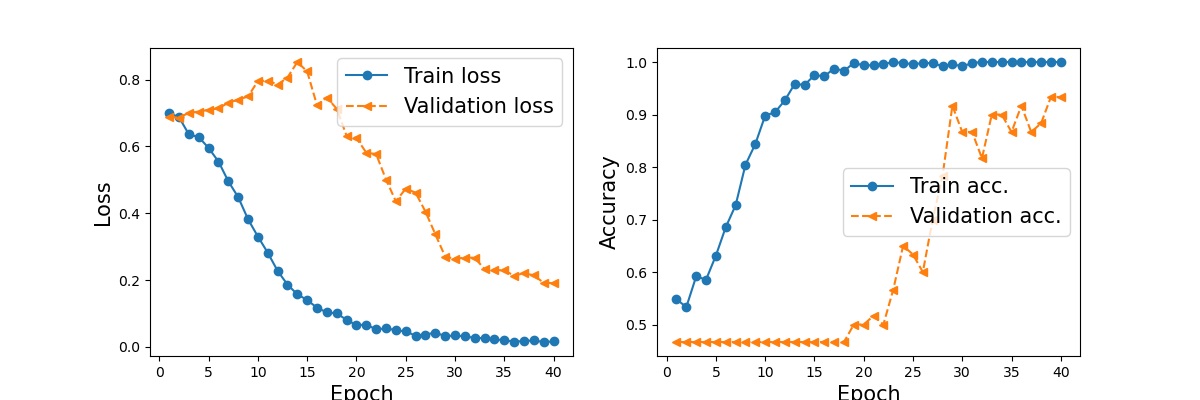 0.8
0.6
0.4
0.2
0.0
Loss
Train loss
Validation loss
0 5 10 15 20 25 30 35 40
Epoch
1.0
0.9
0.8
0.7
0.6
0.5
Accuracy
Train acc.
Validation acc.
0 5 10 15 20 25 30 35 40
Epoch